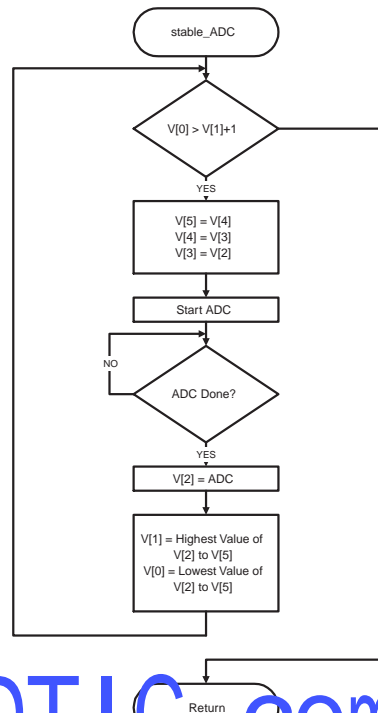 stable_ADC
V[0] > V[1]+1
YES
V[5] = V[4]
V[4] = V[3]
V[3] = V[2]
Start ADC
NO
ADC Done?
YES
V[2] = ADC
V[1] = Highest Value of
V[2] to V[5]
V[0] = Lowest Value of
V[2] to V[5]
Return